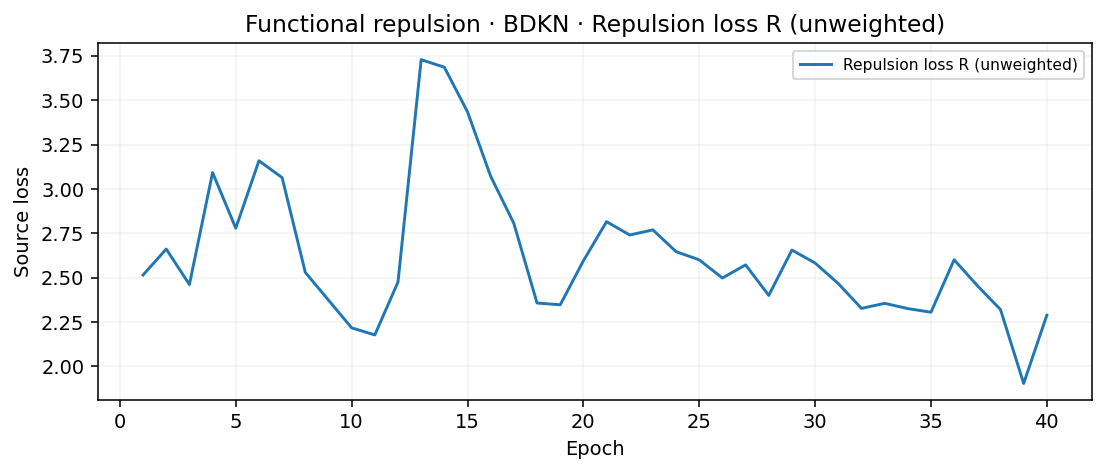 Functional repulsion · BDKN · Repulsion loss R (unweighted)
Repulsion loss R (unweighted)
Source loss
3.75
3.50
3.25
3.00
2.75
2.50
2.25
2.00
0 5 10 15 20 25 30 35 40
Epoch